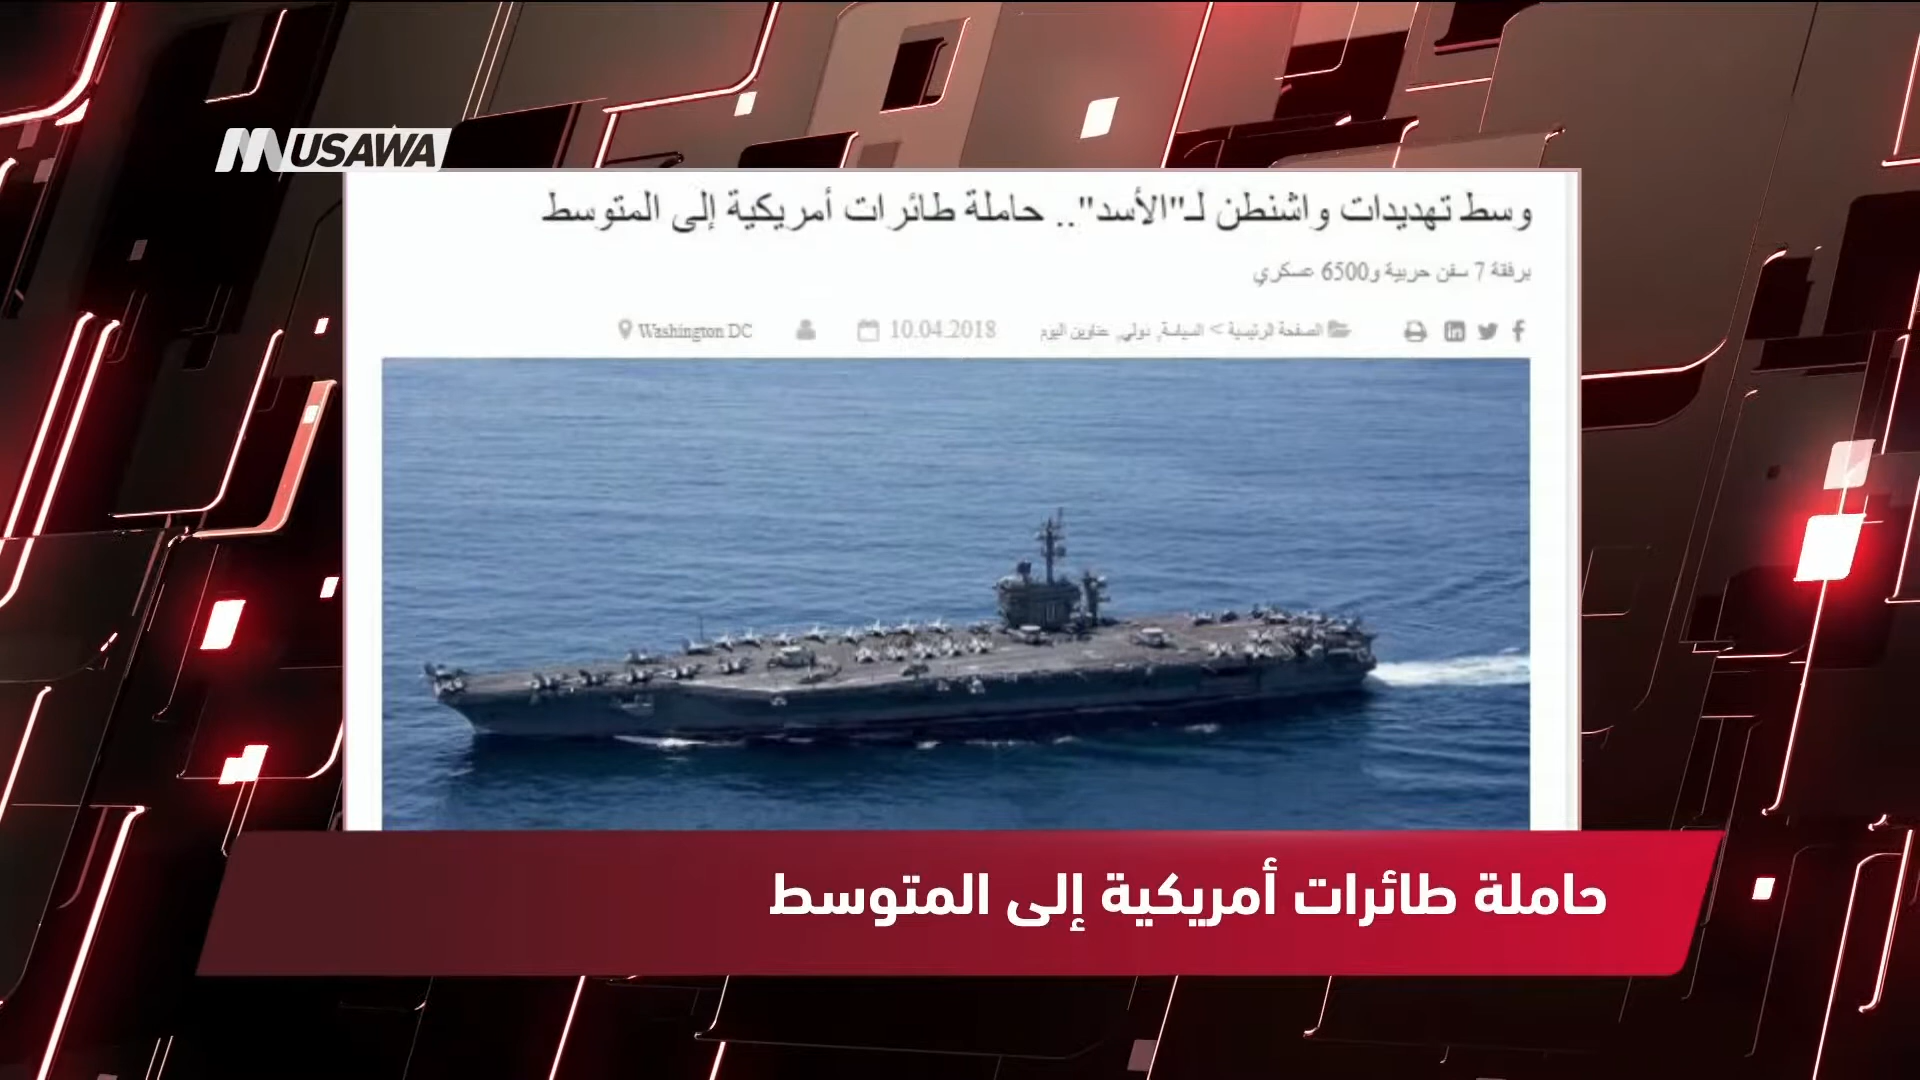 MUSAWA
وسط تهديدات واشنطن لـ"الأسد".. حاملة طائرات أمريكية إلى المتوسط
برفقة 7 سفن حربية و6500 عسكري
الصفحة الرئيسية > السياسة, دولي, عناوين اليوم 10.04.2018 Washington DC
حاملة طائرات أمريكية إلى المتوسط